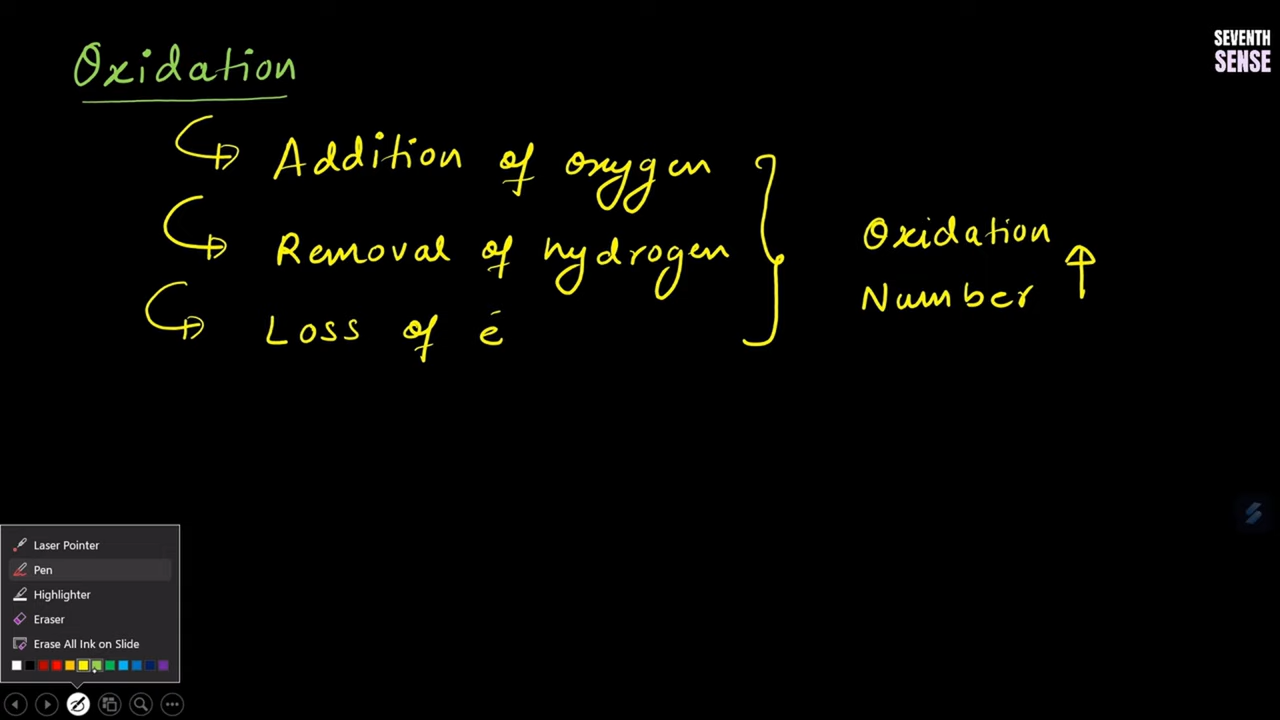 Oxidation
SEVENTH
SENSE
↪ Addition of oxygen
↪ Removal of hydrogen
↪ Loss of e⁻
Oxidation
Number ↑
Laser Pointer
Pen
Highlighter
Eraser
Erase All Ink on Slide